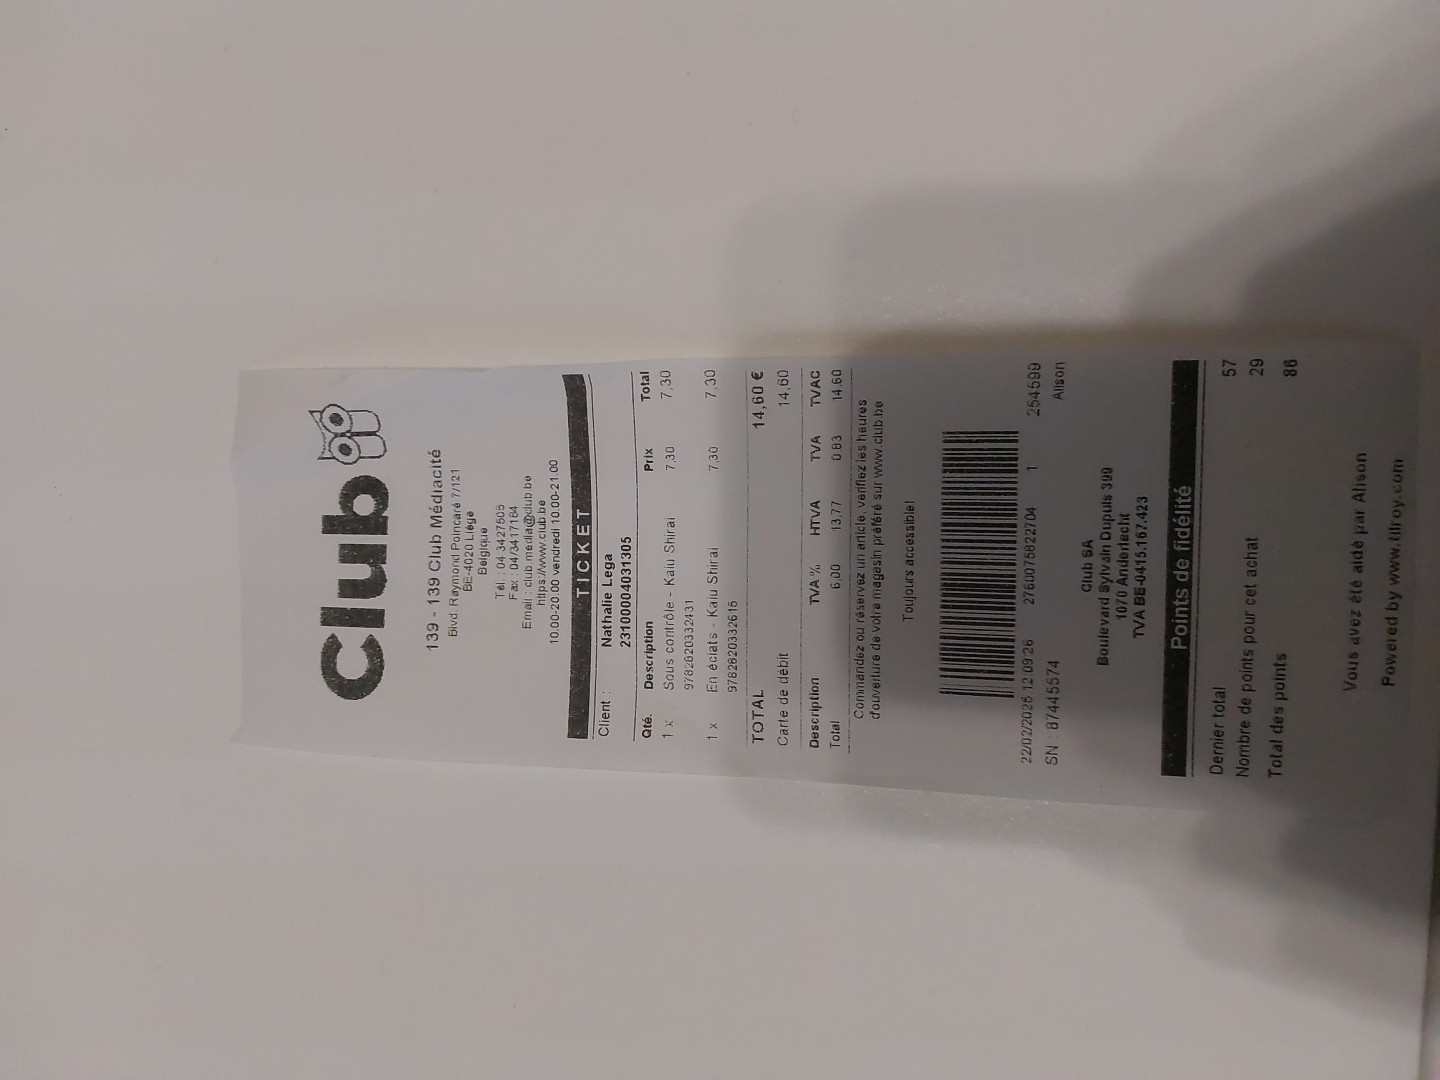 Club
139 - 139 Club Médiacité
Blvd. Raymond Poincaré 7/121
BE-4020 Liège
Belgique
Tél. : 04 3427505
Fax : 04/3417184
Email : club.media@club.be
https://www.club.be
10.00-20.00 vendredi 10.00-21.00
TICKET
Client : Nathalie Lega
23100004031305
Qté. Description Prix Total
1 x Sous contrôle - Kaiu Shirai 7,30 7,30
9782820332431
1 x En éclats - Kaiu Shirai 7,30 7,30
9782820332615
TOTAL 14,60 €
Carte de débit 14,60
Description TVA % HTVA TVA TVAC
Total 6,00 13,77 0,83 14,60
Commandez ou réservez un article, vérifiez les heures
d'ouverture de votre magasin préféré sur www.club.be
Toujours accessible!
22/02/2025 12:09:26 2760075822704 1 254599
SN : 87445574 Alison
Club SA
Boulevard Sylvain Dupuis 399
1070 Anderlecht
TVA BE-0415.167.423
Points de fidélité
Dernier total 57
Nombre de points pour cet achat 29
Total des points 86
Vous avez été aidé par Alison
Powered by www.tilroy.com